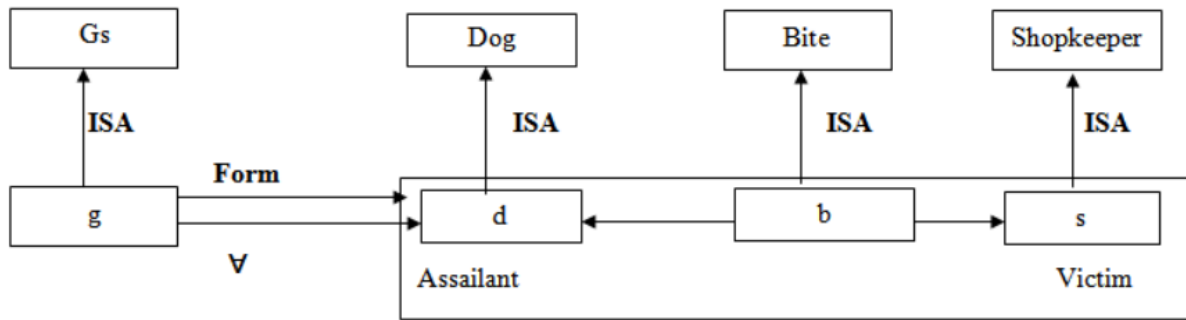 Gs Dog Bite Shopkeeper
ISA ISA ISA ISA
Form
g d b s
∀ Assailant Victim